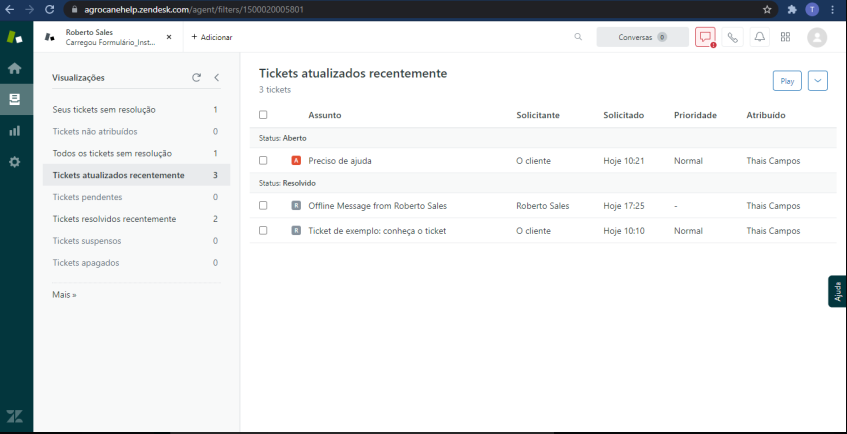 agrocanehelp.zendesk.com/agent/filters/1500020005801
T
Roberto Sales
Carregou Formulário_Inst...
×
+ Adicionar
Conversas 0
Visualizações
Seus tickets sem resolução 1
Tickets não atribuídos 0
Todos os tickets sem resolução 1
Tickets atualizados recentemente 3
Tickets pendentes 0
Tickets resolvidos recentemente 2
Tickets suspensos 0
Tickets apagados 0
Mais »
Tickets atualizados recentemente
3 tickets
Play
Assunto Solicitante Solicitado Prioridade Atribuído
Status: Aberto
A Preciso de ajuda O cliente Hoje 10:21 Normal Thais Campos
Status: Resolvido
R Offline Message from Roberto Sales Roberto Sales Hoje 17:25 - Thais Campos
R Ticket de exemplo: conheça o ticket O cliente Hoje 10:10 Normal Thais Campos
Ajuda